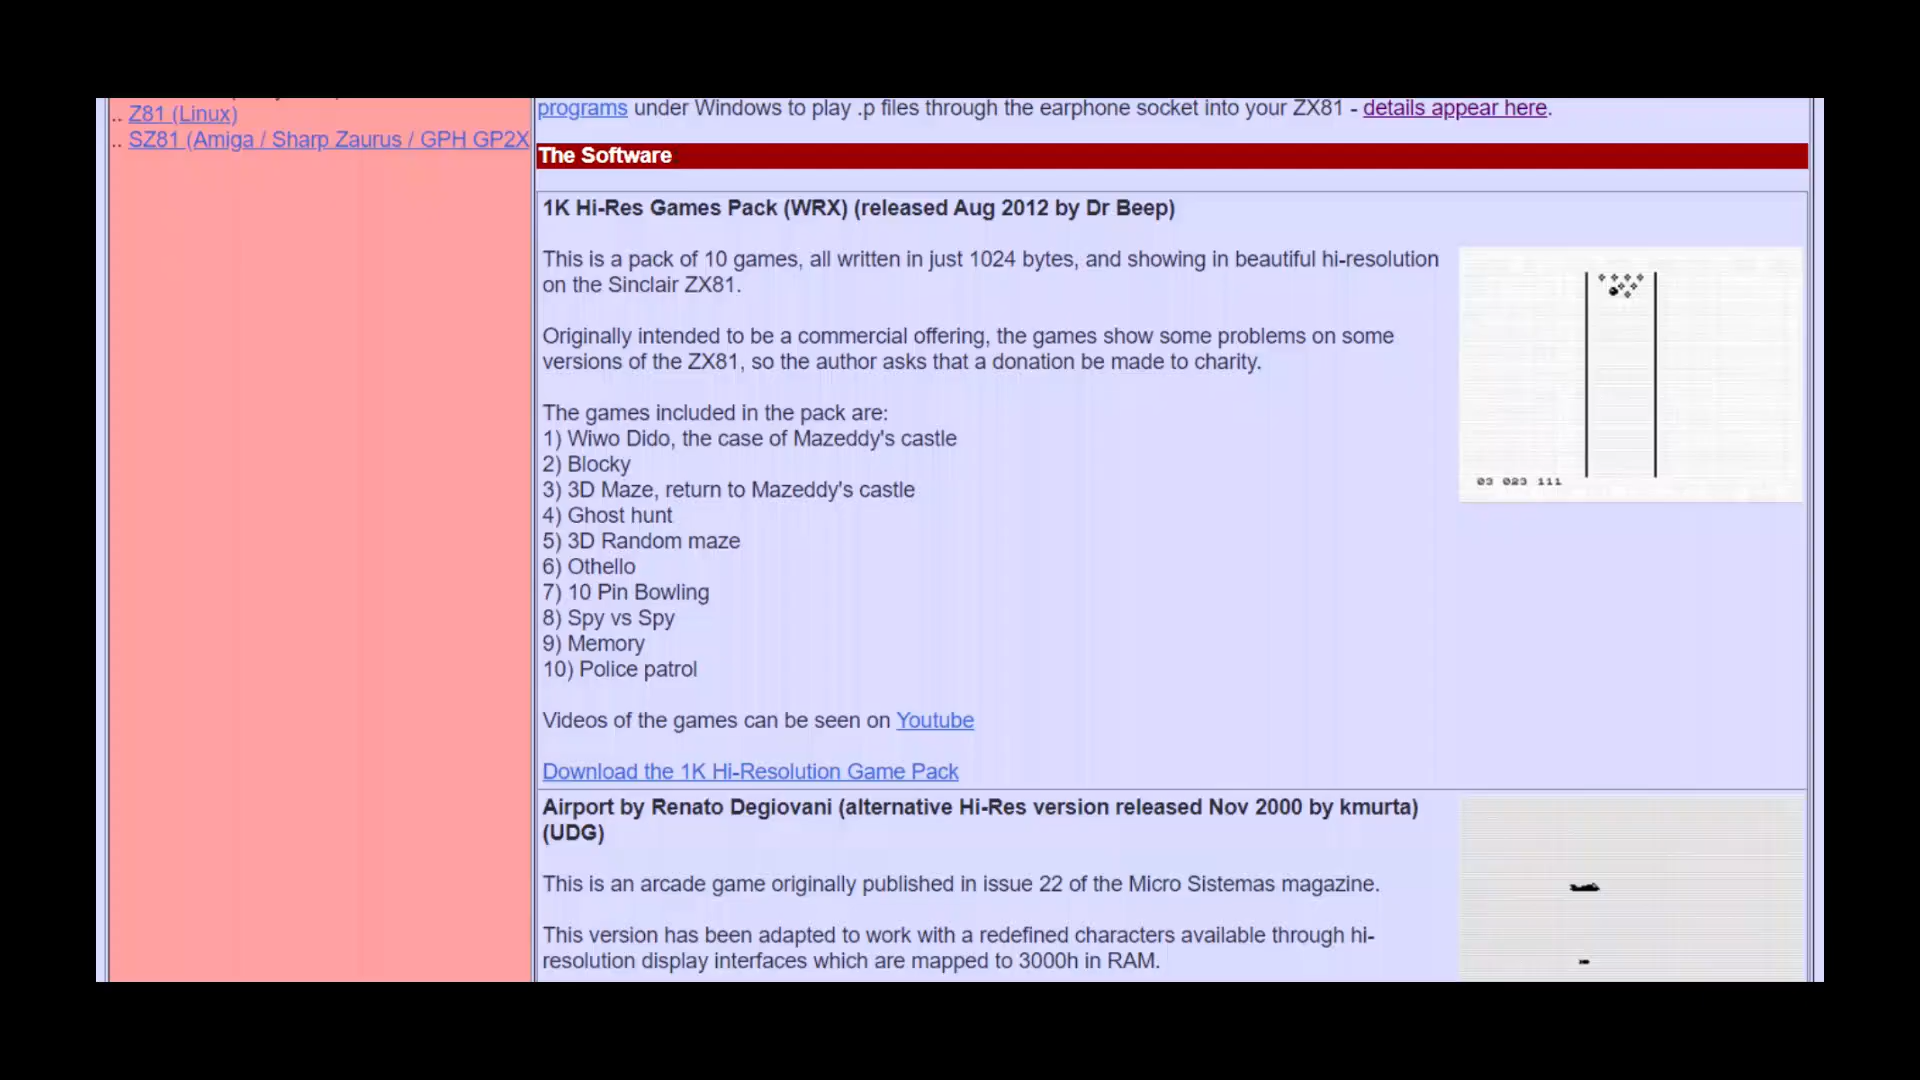 .. Z81 (Linux)
.. SZ81 (Amiga / Sharp Zaurus / GPH GP2X
programs under Windows to play .p files through the earphone socket into your ZX81 - details appear here.
The Software
1K Hi-Res Games Pack (WRX) (released Aug 2012 by Dr Beep)
This is a pack of 10 games, all written in just 1024 bytes, and showing in beautiful hi-resolution
on the Sinclair ZX81.
Originally intended to be a commercial offering, the games show some problems on some
versions of the ZX81, so the author asks that a donation be made to charity.
The games included in the pack are:
1) Wiwo Dido, the case of Mazeddy's castle
2) Blocky
3) 3D Maze, return to Mazeddy's castle
4) Ghost hunt
5) 3D Random maze
6) Othello
7) 10 Pin Bowling
8) Spy vs Spy
9) Memory
10) Police patrol
Videos of the games can be seen on Youtube
Download the 1K Hi-Resolution Game Pack
03 023 111
Airport by Renato Degiovani (alternative Hi-Res version released Nov 2000 by kmurta)
(UDG)
This is an arcade game originally published in issue 22 of the Micro Sistemas magazine.
This version has been adapted to work with a redefined characters available through hi-
resolution display interfaces which are mapped to 3000h in RAM.